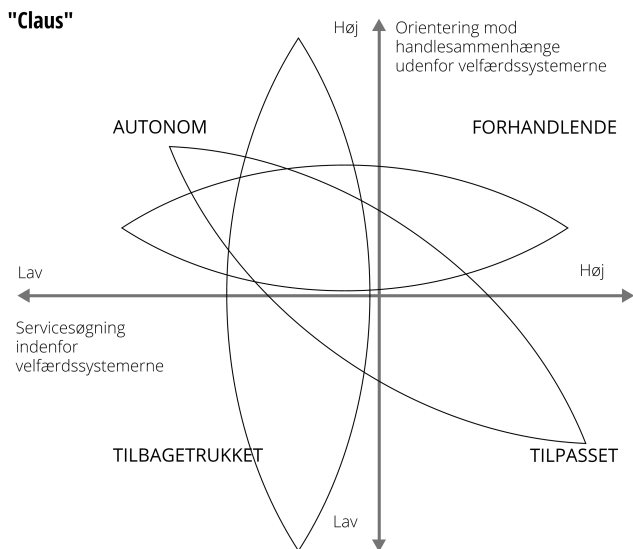 "Claus"
Høj
Orientering mod
handlesammenhænge
udenfor velfærdssystemerne
AUTONOM
FORHANDLENDE
Lav
Høj
Servicesøgning
indenfor
velfærdssystemerne
TILBAGETRUKKET
TILPASSET
Lav